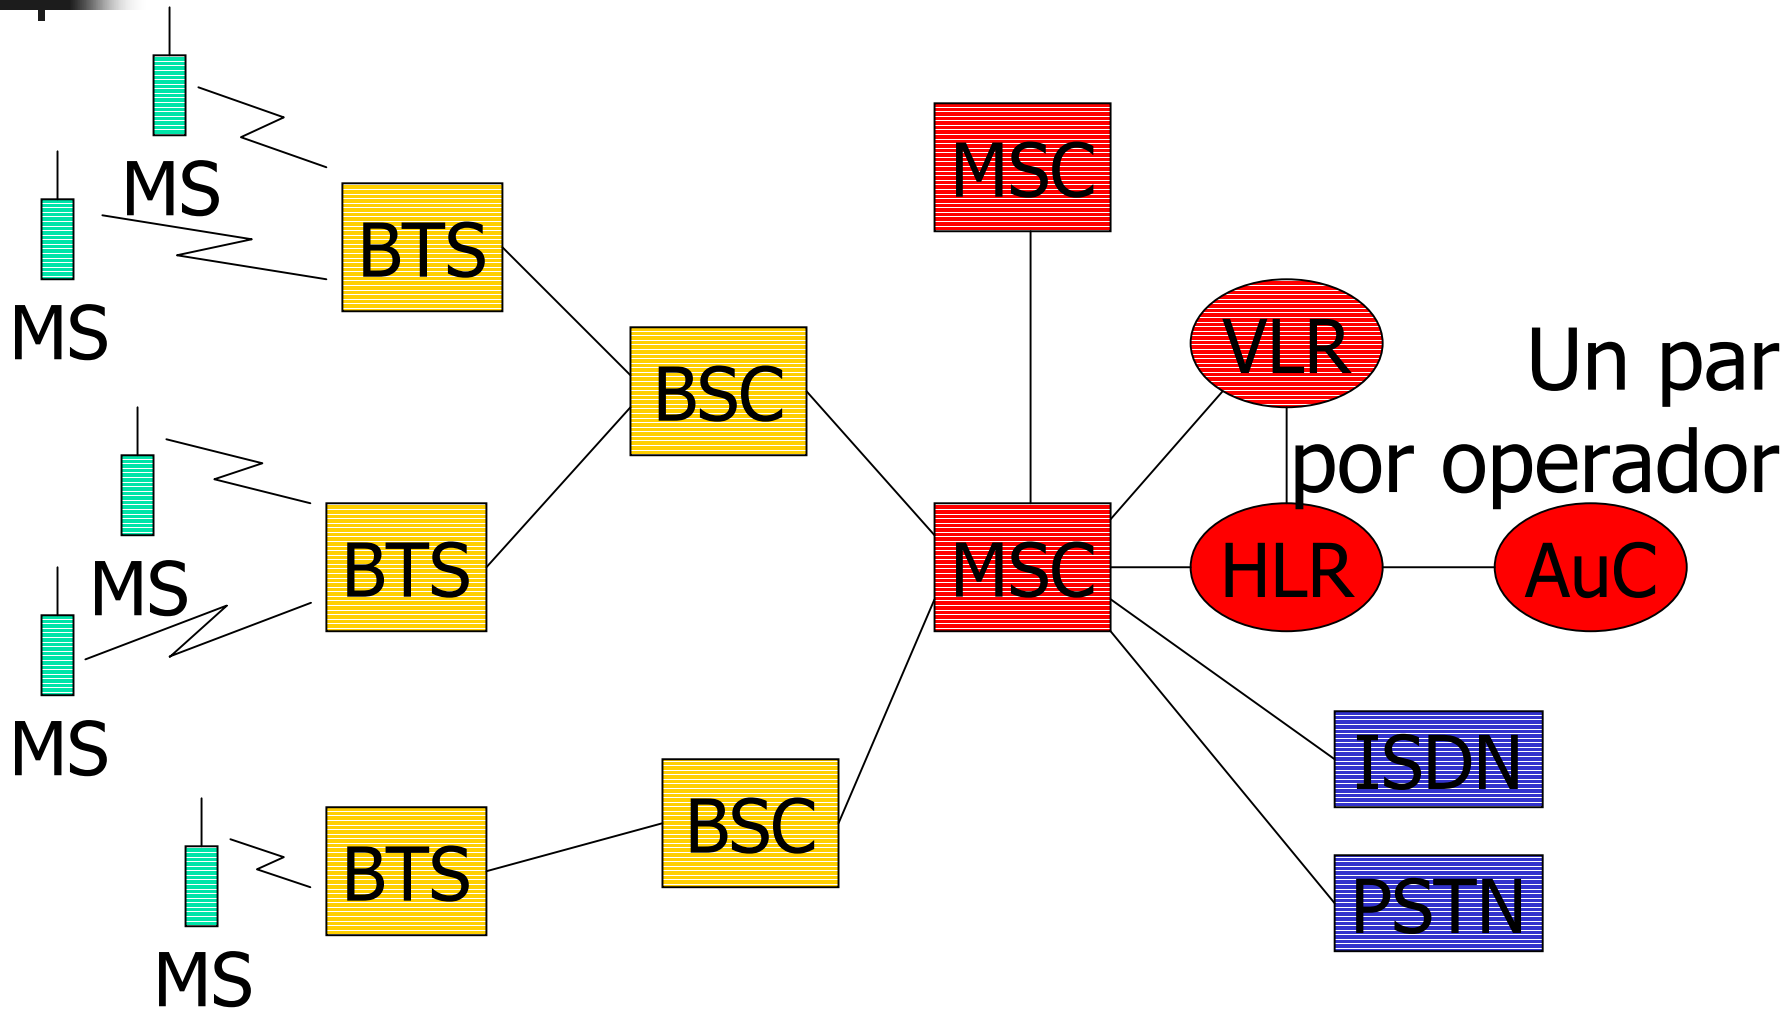 MS
MS
BTS
MSC
VLR
BSC
Un par
por operador
MS
BTS
MSC
HLR
AuC
MS
ISDN
BTS
BSC
PSTN
MS